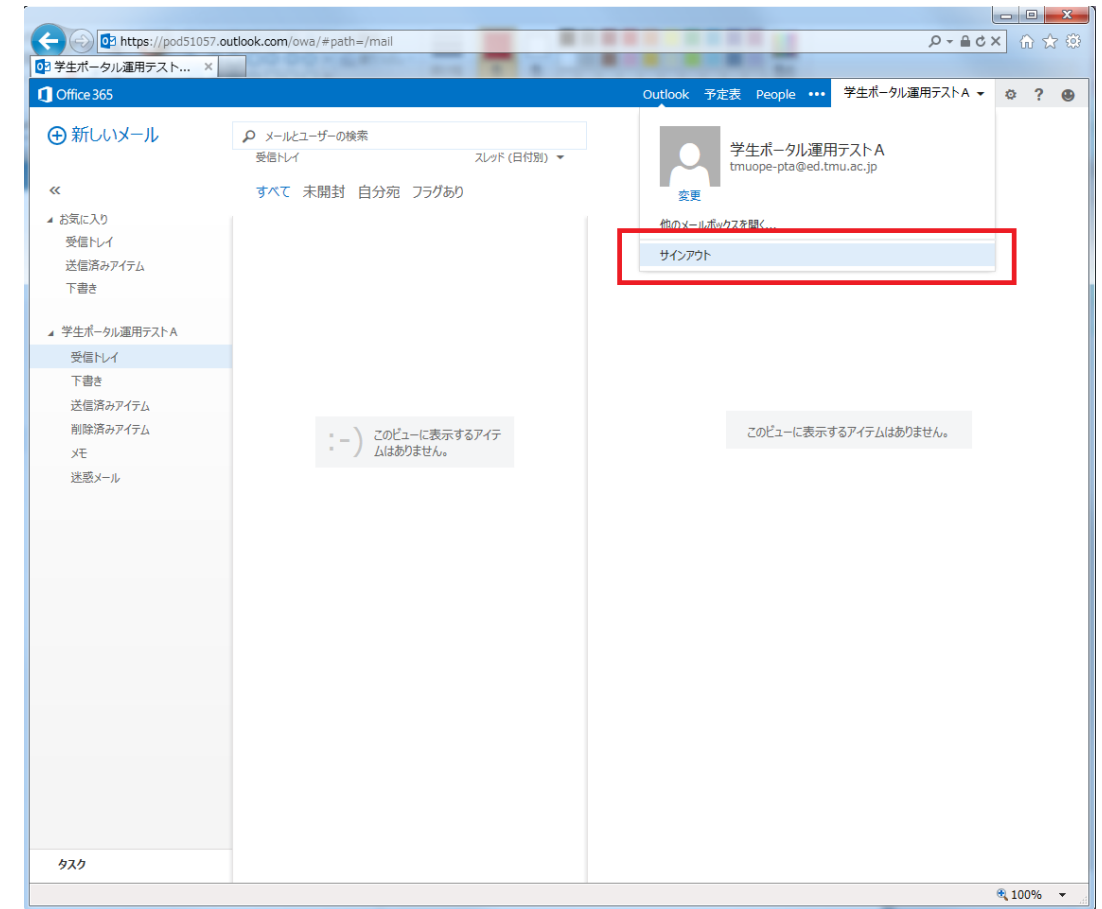 https://pod51057.outlook.com/owa/#path=/mail
学生ポータル運用テスト... ×
Office 365
Outlook 予定表 People ••• 学生ポータル運用テストA
?
新しいメール
メールとユーザーの検索
受信トレイ スレッド (日付別)
すべて 未開封 自分宛 フラグあり
«
お気に入り
受信トレイ
送信済みアイテム
下書き
学生ポータル運用テストA
受信トレイ
下書き
送信済みアイテム
削除済みアイテム
メモ
迷惑メール
:-) このビューに表示するアイテ
ムはありません。
学生ポータル運用テストA
tmuope-pta@ed.tmu.ac.jp
変更
他のメールボックスを開く...
サインアウト
このビューに表示するアイテムはありません。
タスク
100%